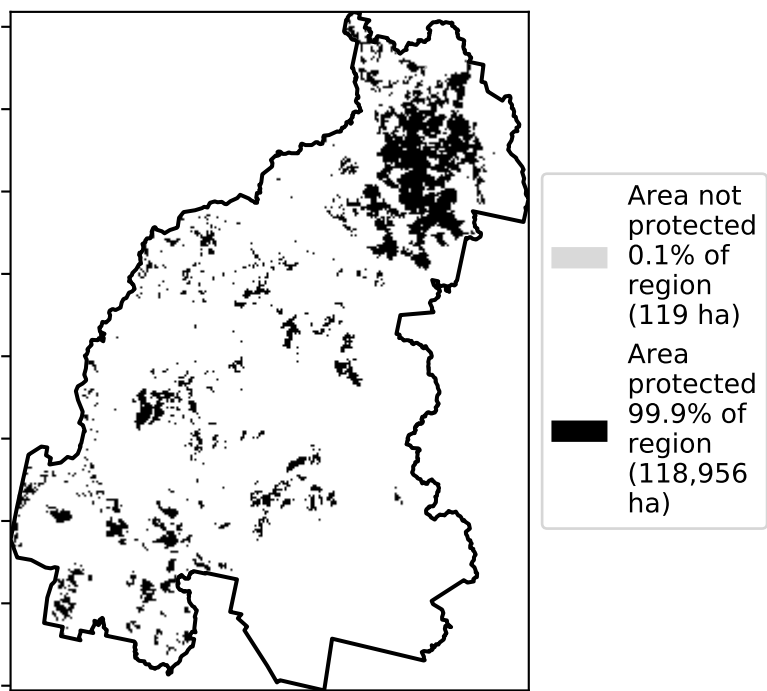 Area not
protected
0.1% of
region
(119 ha)
Area
protected
99.9% of
region
(118,956
ha)